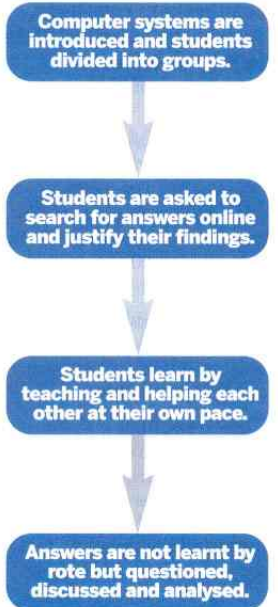 Computer systems are
introduced and students
divided into groups.
Students are asked to
search for answers online
and justify their findings.
Students learn by
teaching and helping each
other at their own pace.
Answers are not learnt by
rote but questioned,
discussed and analysed.